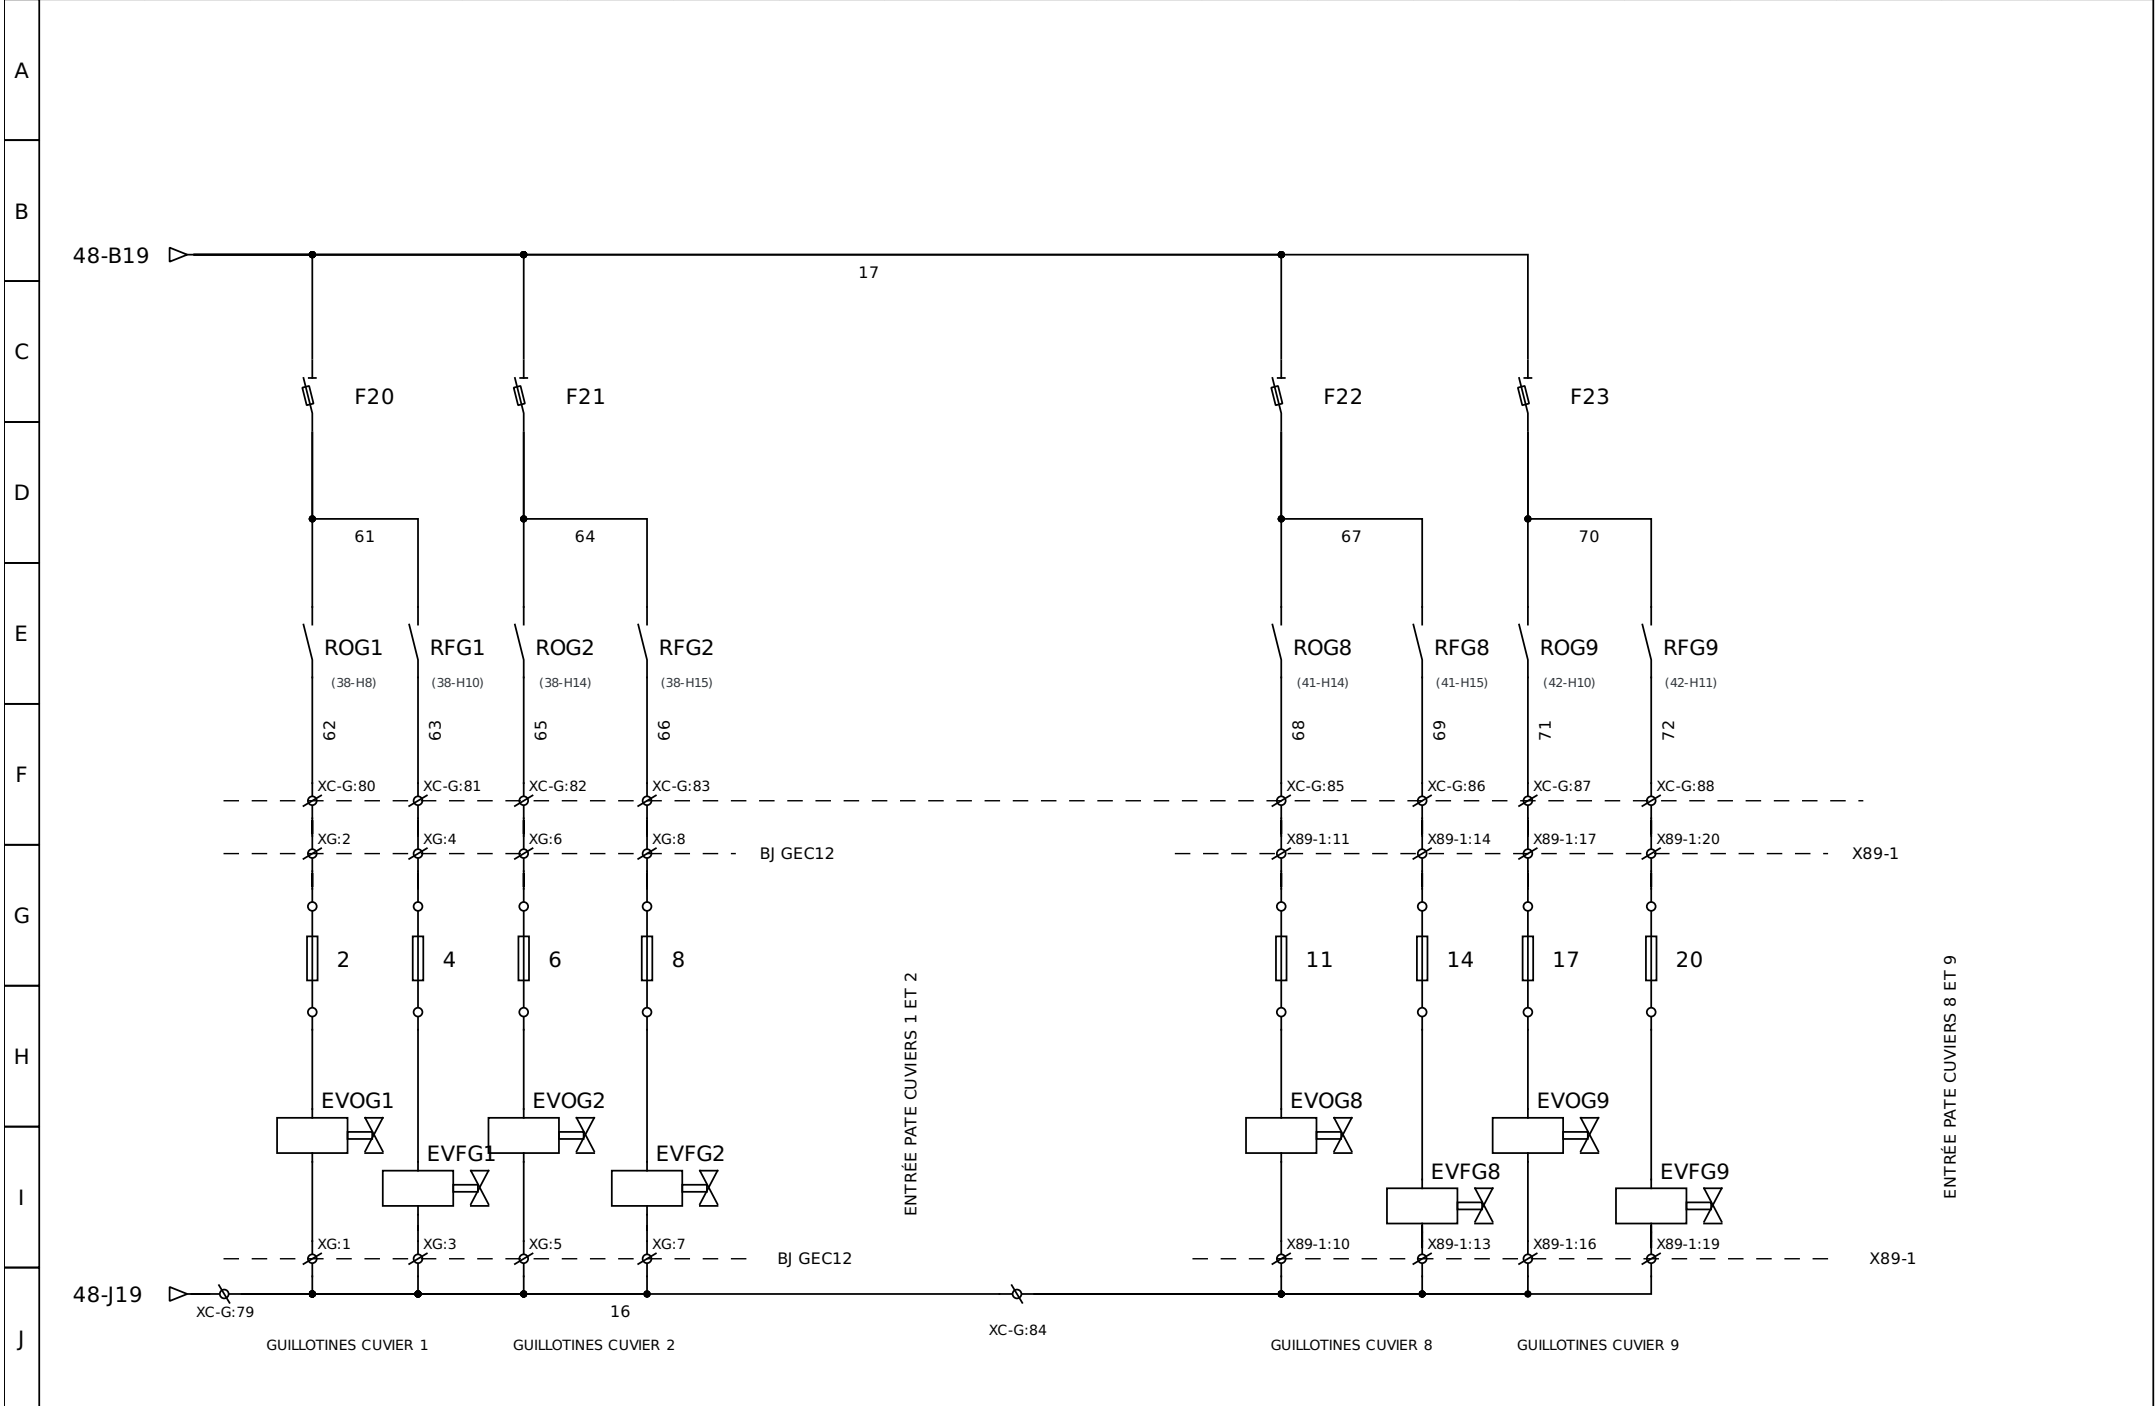 A
B
C
D
E
F
G
H
I
J
48-B19
17
F20
F21
F22
F23
61
64
67
70
ROG1
RFG1
ROG2
RFG2
ROG8
RFG8
ROG9
RFG9
(38-H8)
(38-H10)
(38-H14)
(38-H15)
(41-H14)
(41-H15)
(42-H10)
(42-H11)
62
63
65
66
68
69
71
72
XC-G:80
XC-G:81
XC-G:82
XC-G:83
XC-G:85
XC-G:86
XC-G:87
XC-G:88
XG:2
XG:4
XG:6
XG:8
BJ GEC12
X89-1:11
X89-1:14
X89-1:17
X89-1:20
X89-1
2
4
6
8
11
14
17
20
ENTRÉE PATE CUVIERS 1 ET 2
ENTRÉE PATE CUVIERS 8 ET 9
EVOG1
EVOG2
EVOG8
EVOG9
EVFG1
EVFG2
EVFG8
EVFG9
XG:1
XG:3
XG:5
XG:7
BJ GEC12
X89-1:10
X89-1:13
X89-1:16
X89-1:19
X89-1
48-J19
XC-G:79
16
XC-G:84
GUILLOTINES CUVIER 1
GUILLOTINES CUVIER 2
GUILLOTINES CUVIER 8
GUILLOTINES CUVIER 9